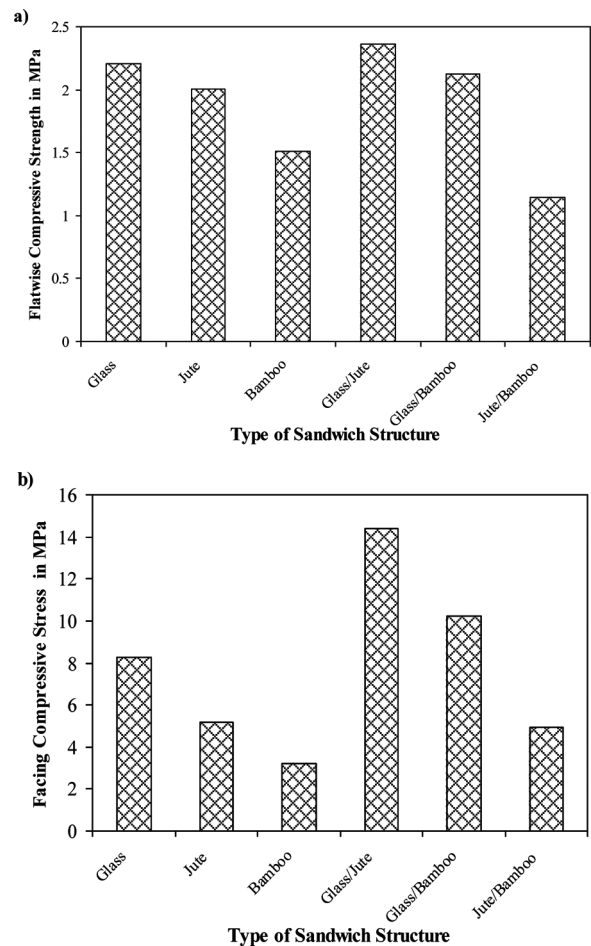 a)
Flatwise Compressive Strength in MPa
2.5
2
1.5
1
0.5
0
Glass
Jute
Bamboo
Glass/Jute
Glass/Bamboo
Jute/Bamboo
Type of Sandwich Structure
b)
Facing Compressive Stress in MPa
16
14
12
10
8
6
4
2
0
Glass
Jute
Bamboo
Glass/Jute
Glass/Bamboo
Jute/Bamboo
Type of Sandwich Structure